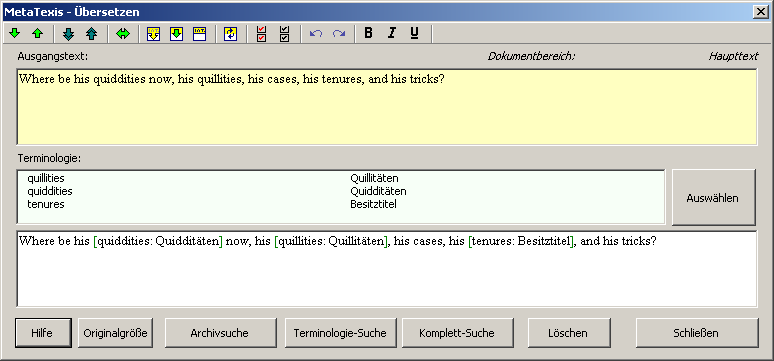 MetaTexis - Übersetzen
B I U
Ausgangstext: Dokumentbereich: Haupttext
Where be his quiddities now, his quillities, his cases, his tenures, and his tricks?
Terminologie:
quillities Quillitäten
quiddities Quidditäten
tenures Besitztitel
Auswählen
Where be his [quiddities: Quidditäten] now, his [quillities: Quillitäten], his cases, his [tenures: Besitztitel], and his tricks?
Hilfe Originalgröße Archivsuche Terminologie-Suche Komplett-Suche Löschen Schließen